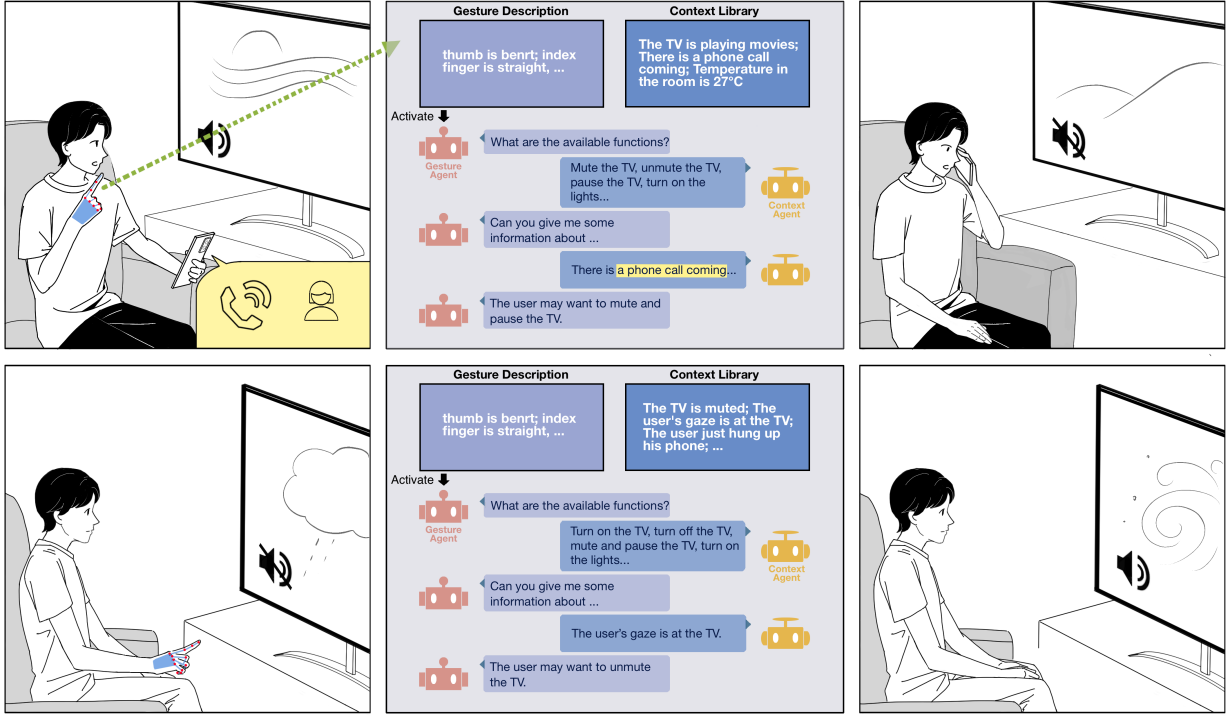 Gesture Description
Context Library
thumb is benrt; index
finger is straight, ...
The TV is playing movies;
There is a phone call
coming; Temperature in
the room is 27°C
Activate
What are the available functions?
Gesture
Agent
Mute the TV, unmute the TV,
pause the TV, turn on the
lights...
Context
Agent
Can you give me some
information about ...
There is a phone call coming...
The user may want to mute and
pause the TV.
Gesture Description
Context Library
thumb is benrt; index
finger is straight, ...
The TV is muted; The
user's gaze is at the TV;
The user just hung up
his phone; ...
Activate
What are the available functions?
Gesture
Agent
Turn on the TV, turn off the TV,
mute and pause the TV, turn on
the lights...
Context
Agent
Can you give me some
information about ...
The user's gaze is at the TV.
The user may want to unmute
the TV.